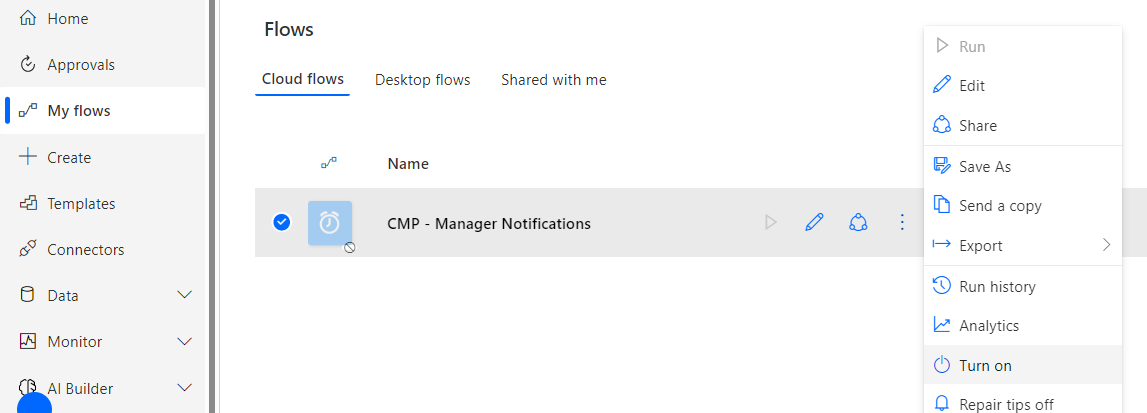 Home
Approvals
My flows
Create
Templates
Connectors
Data
Monitor
AI Builder
Flows
Cloud flows
Desktop flows
Shared with me
Name
CMP - Manager Notifications
Run
Edit
Share
Save As
Send a copy
Export
Run history
Analytics
Turn on
Repair tips off